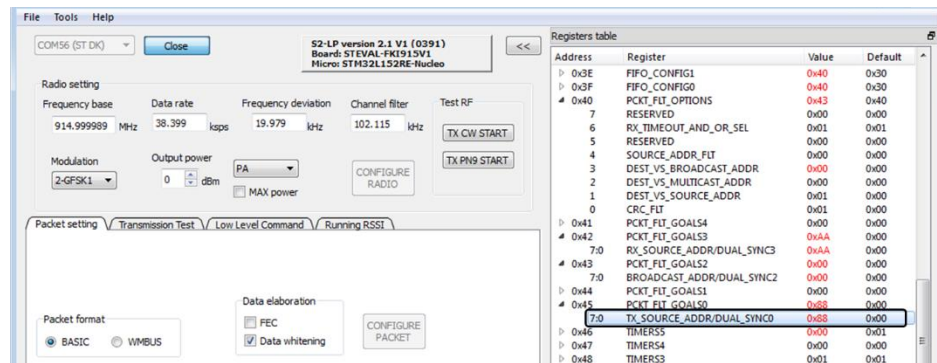 File Tools Help
COM56 (ST DK)
Close
S2-LP version 2.1 V1 (0391)
Board: STEVAL-FKI915V1
Micro: STM32L152RE-Nucleo
<<
Radio setting
Frequency base Data rate Frequency deviation Channel filter Test RF
914.999989 MHz 38.399 ksps 19.979 kHz 102.115 kHz
TX CW START
Modulation Output power
TX PN9 START
2-GFSK1 0 dBm PA
MAX power
CONFIGURE
RADIO
Packet setting Transmission Test Low Level Command Running RSSI
Packet format
BASIC WMBUS
Data elaboration
FEC
Data whitening
CONFIGURE
PACKET
Registers table
Address Register Value Default
0x3E FIFO_CONFIG1 0x40 0x30
0x3F FIFO_CONFIG0 0x40 0x30
0x40 PCKT_FLT_OPTIONS 0x43 0x40
7 RESERVED 0x00 0x00
6 RX_TIMEOUT_AND_OR_SEL 0x01 0x01
5 RESERVED 0x00 0x00
4 SOURCE_ADDR_FLT 0x00 0x00
3 DEST_VS_BROADCAST_ADDR 0x00 0x00
2 DEST_VS_MULTICAST_ADDR 0x00 0x00
1 DEST_VS_SOURCE_ADDR 0x01 0x00
0 CRC_FLT 0x01 0x00
0x41 PCKT_FLT_GOALS4 0x00 0x00
0x42 PCKT_FLT_GOALS3 0xAA 0x00
7:0 RX_SOURCE_ADDR/DUAL_SYNC3 0xAA 0x00
0x43 PCKT_FLT_GOALS2 0x00 0x00
7:0 BROADCAST_ADDR/DUAL_SYNC2 0x00 0x00
0x44 PCKT_FLT_GOALS1 0x00 0x00
0x45 PCKT_FLT_GOALS0 0x88 0x00
7:0 TX_SOURCE_ADDR/DUAL_SYNC0 0x88 0x00
0x46 TIMERS5 0x00 0x01
0x47 TIMERS4 0x00 0x00
0x48 TIMERS3 0x01 0x01